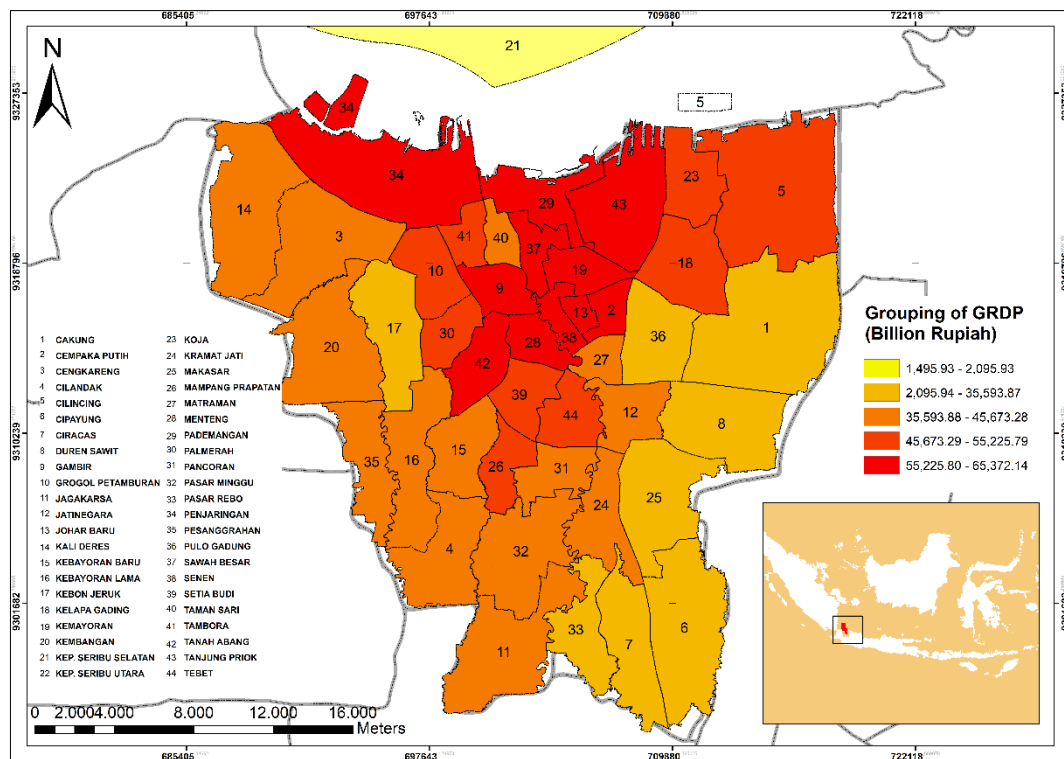 685405 697643 709880 722118
N
21
5
34
34
29
43
23
5
14
3
41
40
37
10
18
19
9
13
2
1
17
20
30
42
28
38
27
36
39
44
12
8
15
35
16
26
31
24
25
4
32
11
33
7
6
9327353
9318796
9310239
9301682
1 CAKUNG
2 CEMPAKA PUTIH
3 CENGKARENG
4 CILANDAK
5 CILINCING
8 CIPAYUNG
7 CIRACAS
8 DUREN SAWIT
9 GAMBIR
10 GROGOL PETAMBURAN
11 JAGAKARSA
12 JATINEGARA
13 JOHAR BARU
14 KALI DERES
15 KEBAYORAN BARU
16 KEBAYORAN LAMA
17 KEBON JERUK
18 KELAPA GADING
19 KEMAYORAN
20 KEMBANGAN
21 KEP. SERIBU SELATAN
22 KEP. SERIBU UTARA
23 KOJA
24 KRAMAT JATI
25 MAKASAR
26 MAMPANG PRAPATAN
27 MATRAMAN
28 MENTENG
29 PADEMANGAN
30 PALMERAH
31 PANCORAN
32 PASAR MINGGU
33 PASAR REBO
34 PENJARINGAN
35 PESANGGRAHAN
36 PULO GADUNG
37 SAWAH BESAR
38 SENEN
39 SETIA BUDI
40 TAMAN SARI
41 TAMBORA
42 TANAH ABANG
43 TANJUNG PRIOK
44 TEBET
Grouping of GRDP
(Billion Rupiah)
1,495.93 - 2,095.93
2,095.94 - 35,593.87
35,593.88 - 45,673.28
45,673.29 - 55,225.79
55,225.80 - 65,372.14
0 2.0004.000 8.000 12.000 16.000
Meters
685405 697643 709880 722118